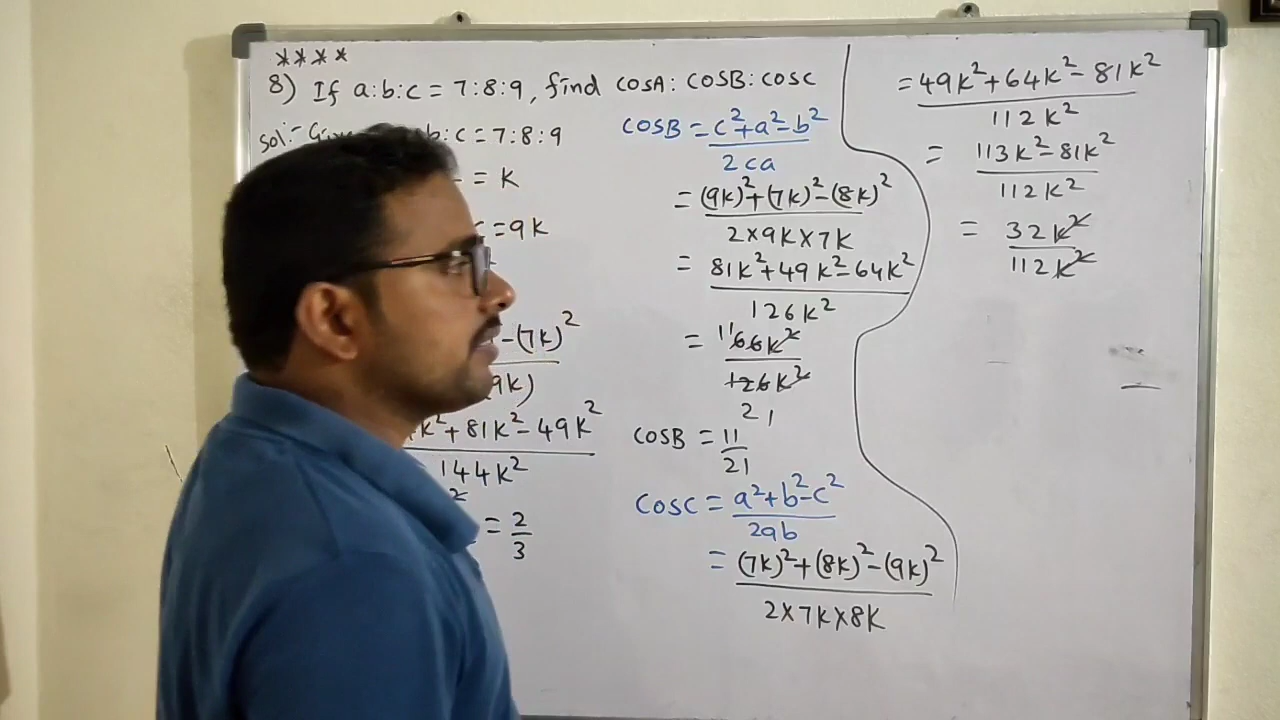 ****
8) If a:b:c = 7:8:9, find cosA: cosB: cosc
Sol:- b:c = 7:8:9
= K
= 9K
-(7K)²
9K)
K²+81K²-49K²
144K²
= 2
3
cosB = c²+a²-b²
2ca
= (9K)²+(7K)²-(8K)²
2×9K×7K
= 81K²+49K²-64K²
126K²
= 11 66K²
126K²
21
cosB = 11
21
cosc = a²+b²-c²
2ab
= (7K)²+(8K)²-(9K)²
2×7K×8K
= 49K²+64K²-81K²
112K²
= 113K²-81K²
112K²
= 32K²
112K²